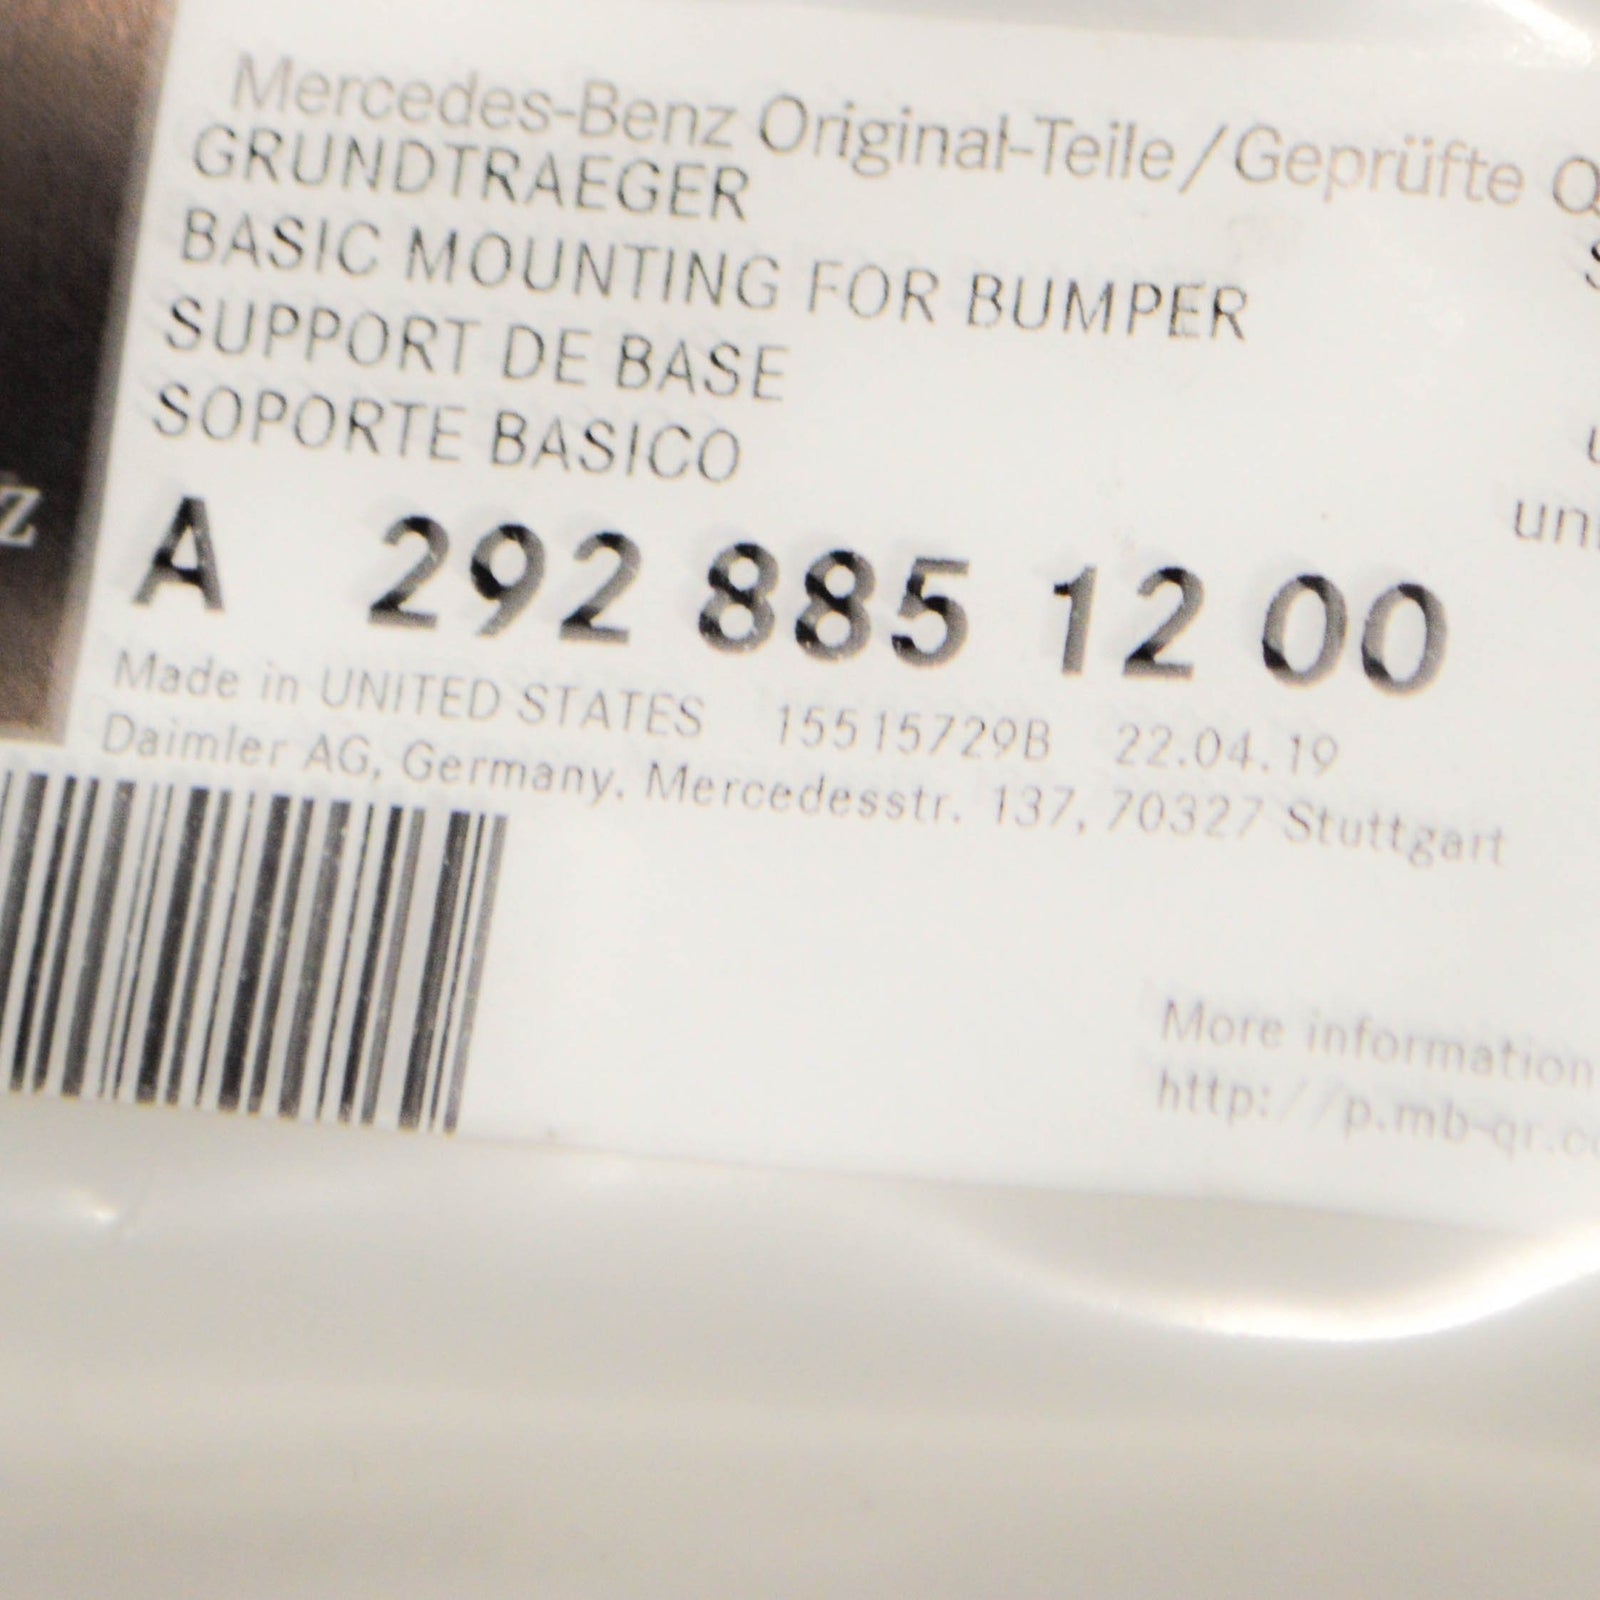 Mercedes-Benz Original-Teile/Geprüfte Q
GRUNDTRAEGER
BASIC MOUNTING FOR BUMPER
SUPPORT DE BASE
SOPORTE BASICO
A 292 885 12 00
Made in UNITED STATES 15515729B 22.04.19
Daimler AG, Germany. Mercedesstr. 137, 70327 Stuttgart
More information
http://p.mb-qr.co
z